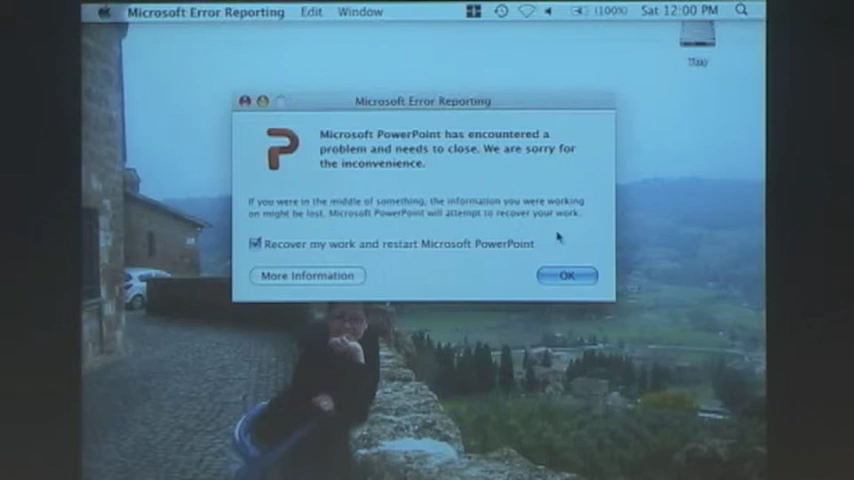 Microsoft Error Reporting Edit Window (100%) Sat 12:00 PM
Microsoft Error Reporting
Microsoft PowerPoint has encountered a
problem and needs to close. We are sorry for
the inconvenience.
If you were in the middle of something, the information you were working
on might be lost. Microsoft PowerPoint will attempt to recover your work.
Recover my work and restart Microsoft PowerPoint
More Information
OK